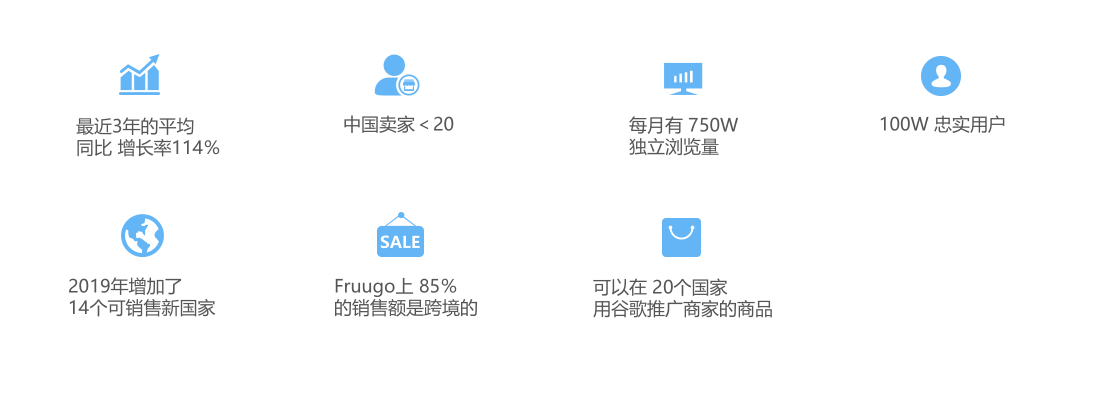 最近3年的平均
同比 增长率114%
中国卖家＜20
每月有 750W
独立浏览量
100W 忠实用户
2019年增加了
14个可销售新国家
SALE
Fruugo上 85%
的销售额是跨境的
可以在 20个国家
用谷歌推广商家的商品